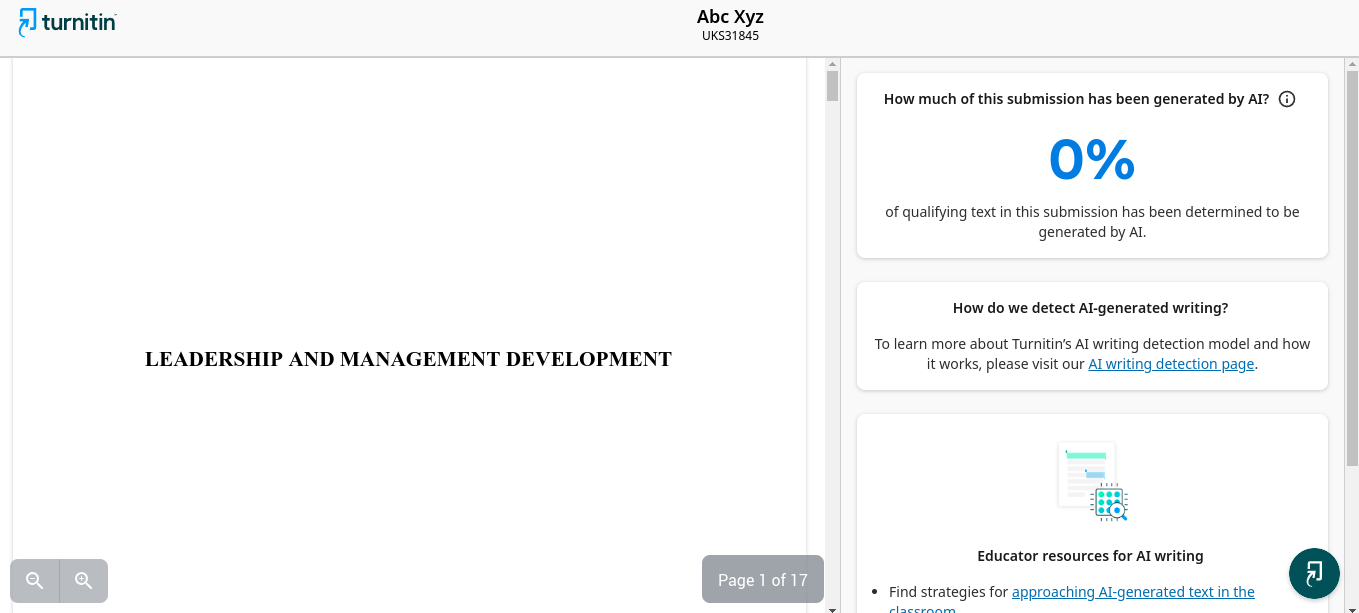 turnitin
Abc Xyz
UKS31845
LEADERSHIP AND MANAGEMENT DEVELOPMENT
Page 1 of 17
How much of this submission has been generated by AI?
0%
of qualifying text in this submission has been determined to be
generated by AI.
How do we detect AI-generated writing?
To learn more about Turnitin’s AI writing detection model and how
it works, please visit our AI writing detection page.
Educator resources for AI writing
• Find strategies for approaching AI-generated text in the
classroom